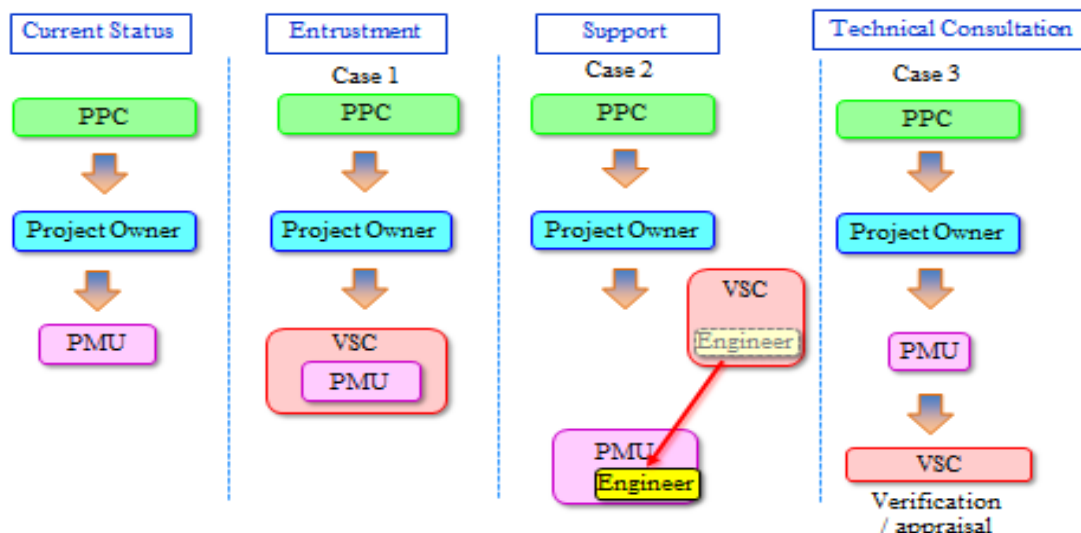 Current Status
Entrustment
Support
Technical Consultation
Case 1
Case 2
Case 3
PPC
PPC
PPC
PPC
Project Owner
Project Owner
Project Owner
Project Owner
PMU
VSC
PMU
VSC
Engineer
PMU
Engineer
PMU
VSC
Verification
/ appraisal